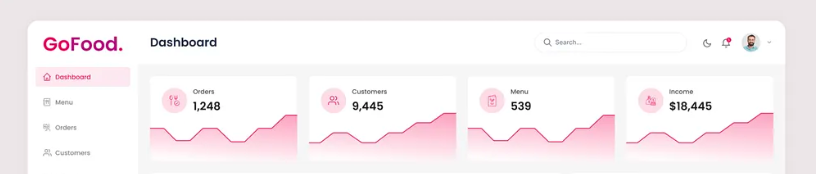 GoFood.
Dashboard
Search...
Dashboard
Menu
Orders
Customers
Orders
1,248
Customers
9,445
Menu
539
Income
$18,445